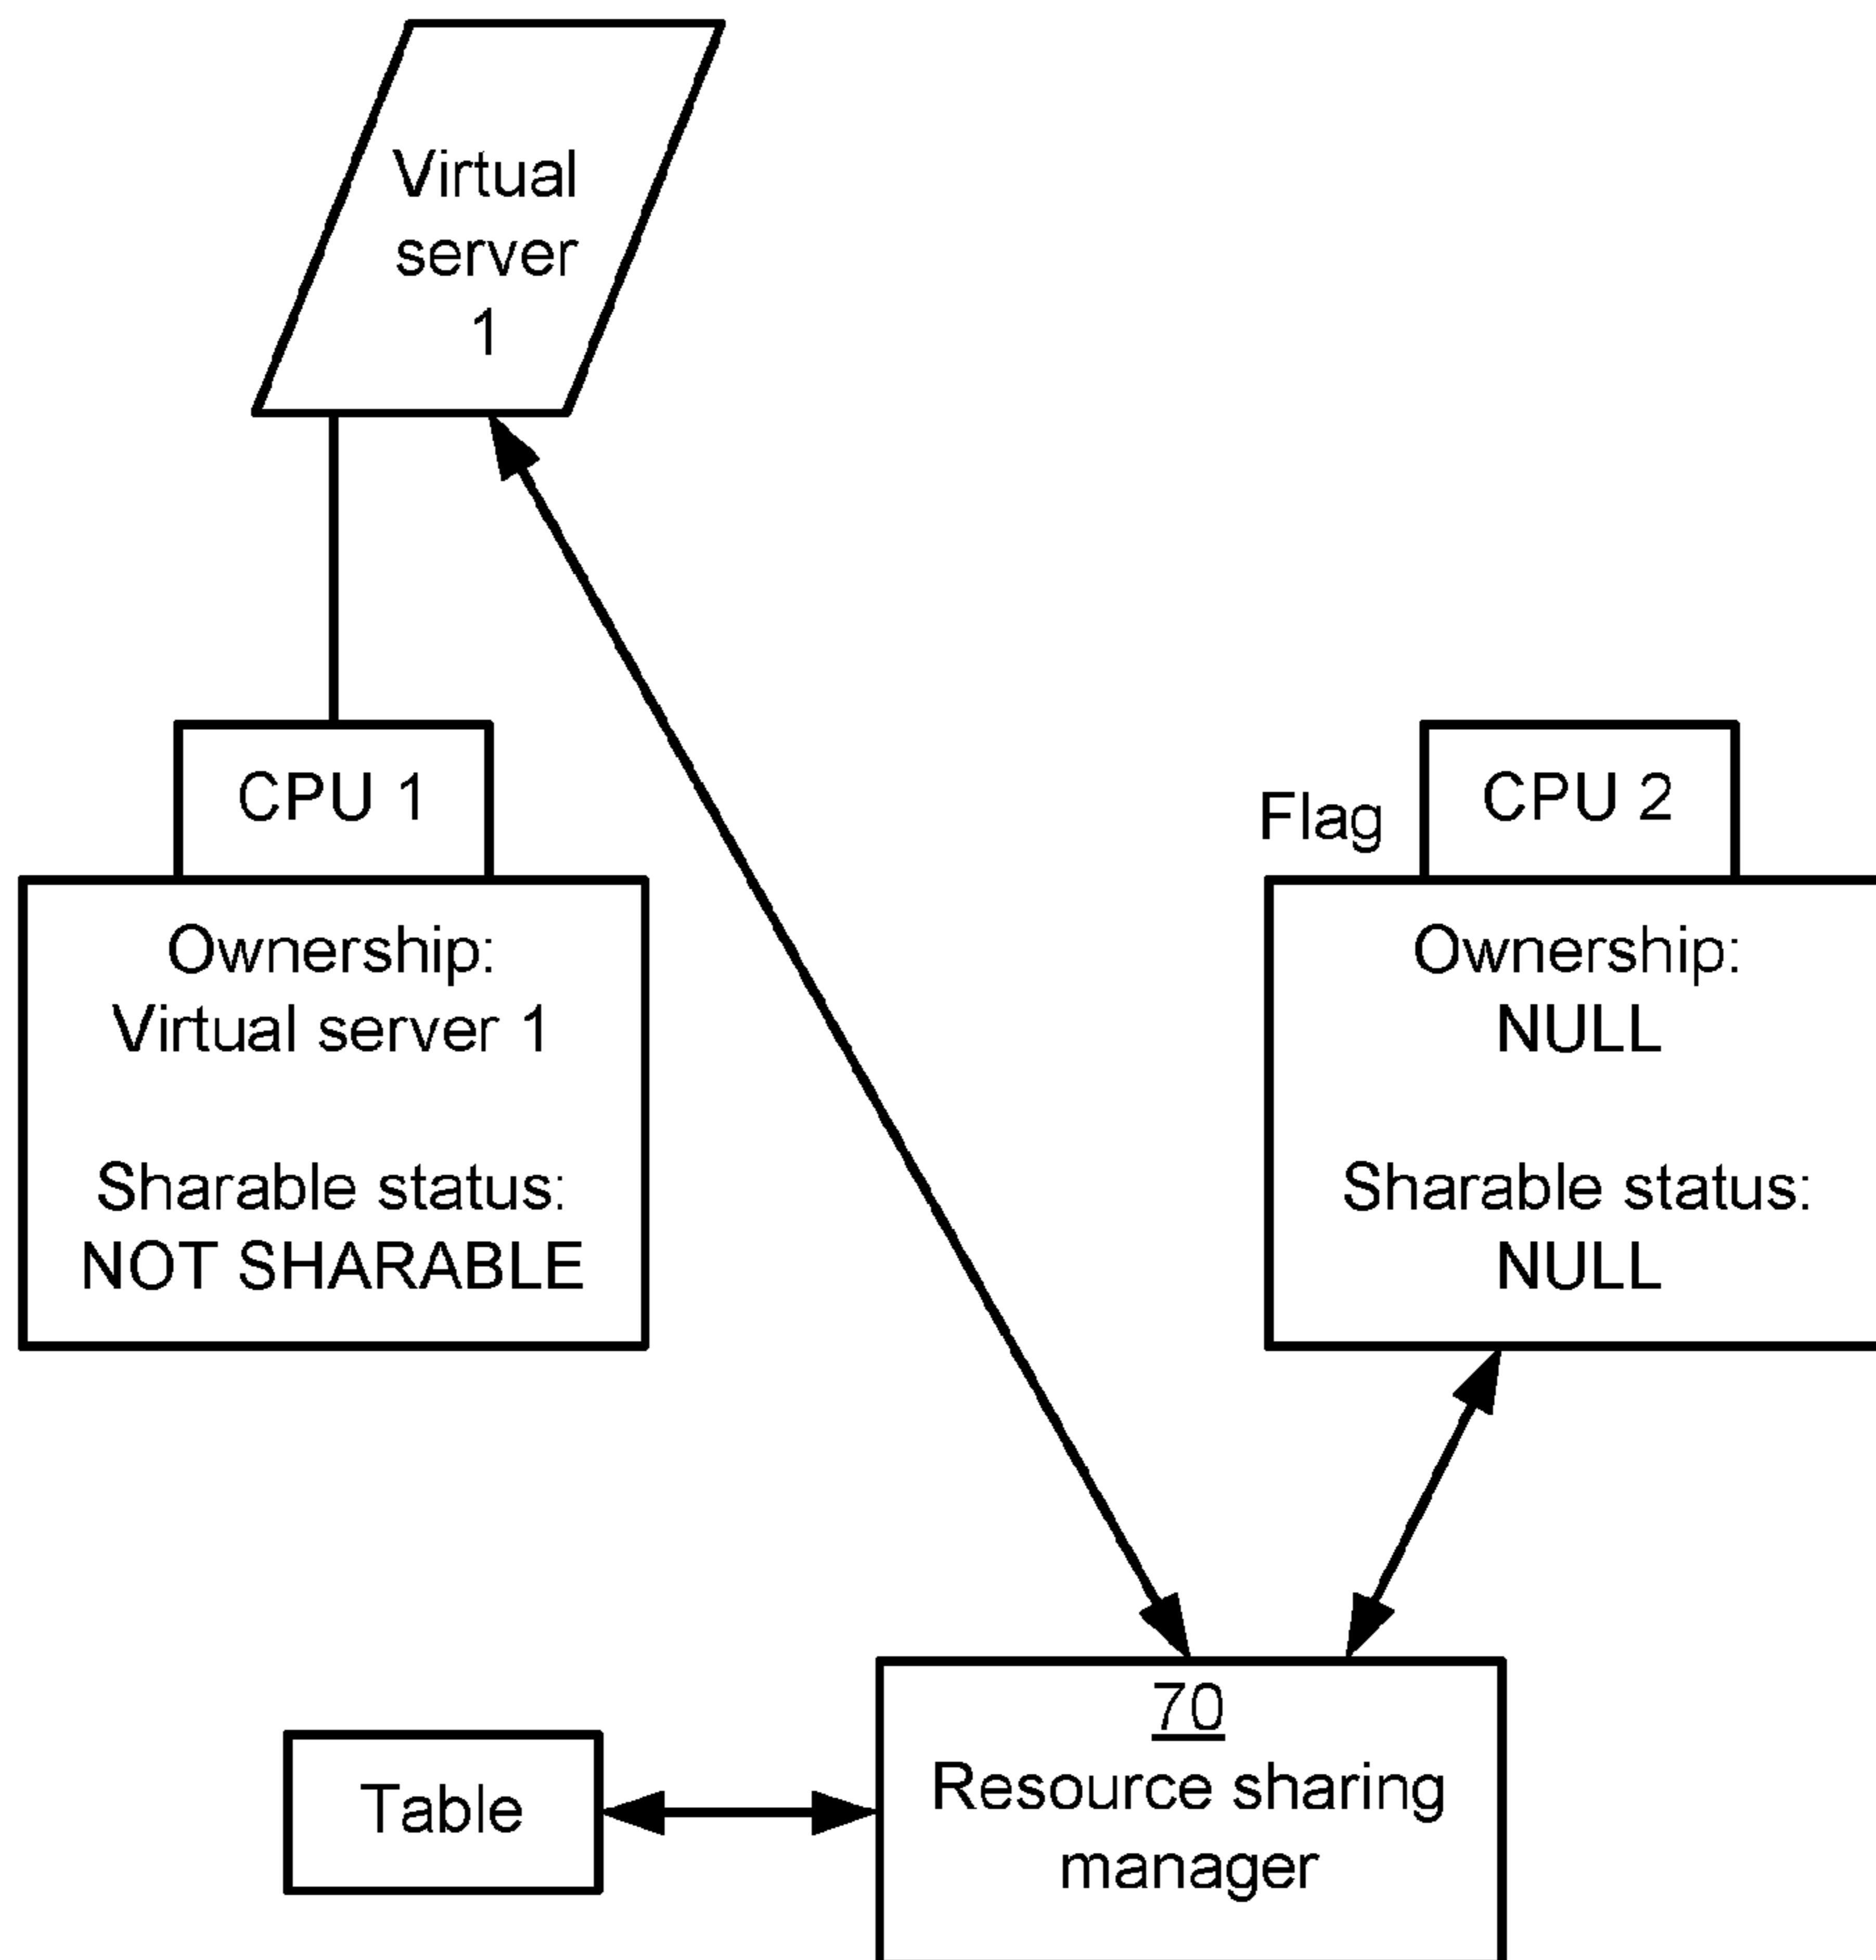 Virtual
server
1
CPU 1
Ownership:
Virtual server 1
Sharable status:
NOT SHARABLE
Flag
CPU 2
Ownership:
NULL
Sharable status:
NULL
Table
70
Resource sharing
manager